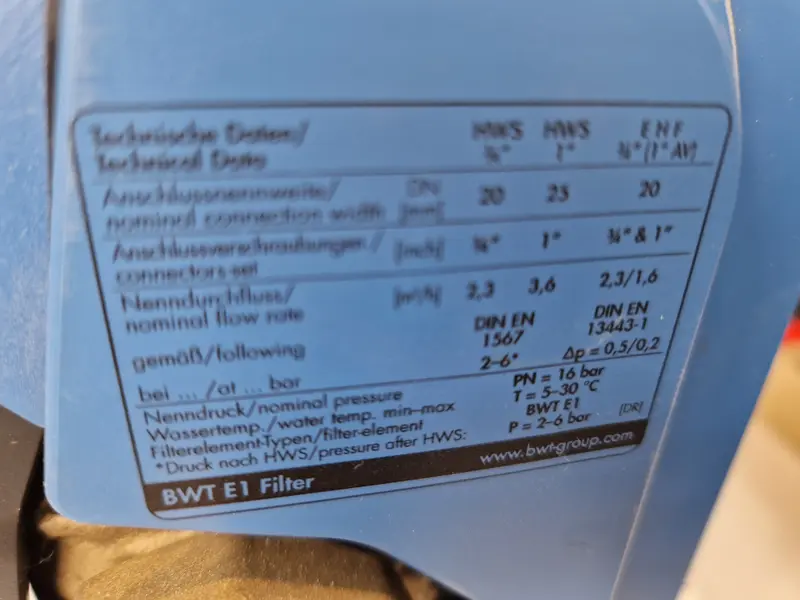 Technische Daten/ HWS HWS EHF
Technical Data ¾" 1" ¾"(1" AV)
Anschlussnennweite/ DN 20 25 20
nominal connection width [mm]
Anschlussverschraubungen/ [inch] ¾" 1" ¾" & 1"
connectors set
Nenndurchfluss/ [m³/h] 2,3 3,6 2,3/1,6
nominal flow rate
gemäß/following DIN EN 1567 DIN EN 13443-1
bei ... /at ... bar 2–6* Δp = 0,5/0,2
Nenndruck/nominal pressure PN = 16 bar
Wassertemp./water temp. min–max T = 5–30 °C
Filterelement-Typen/filter-element BWT E1
*Druck nach HWS/pressure after HWS: P = 2–6 bar [DR]
BWT E1 Filter www.bwt-group.com